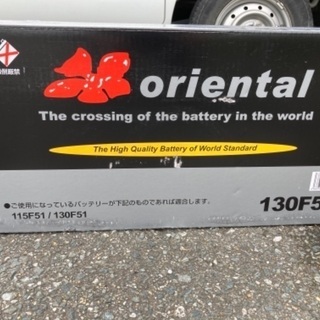 oriental
The crossing of the battery in the world
The High Quality Battery of World Standard
●ご使用になっているバッテリーが下記のものであれば適合します。
115F51 / 130F51
130F5